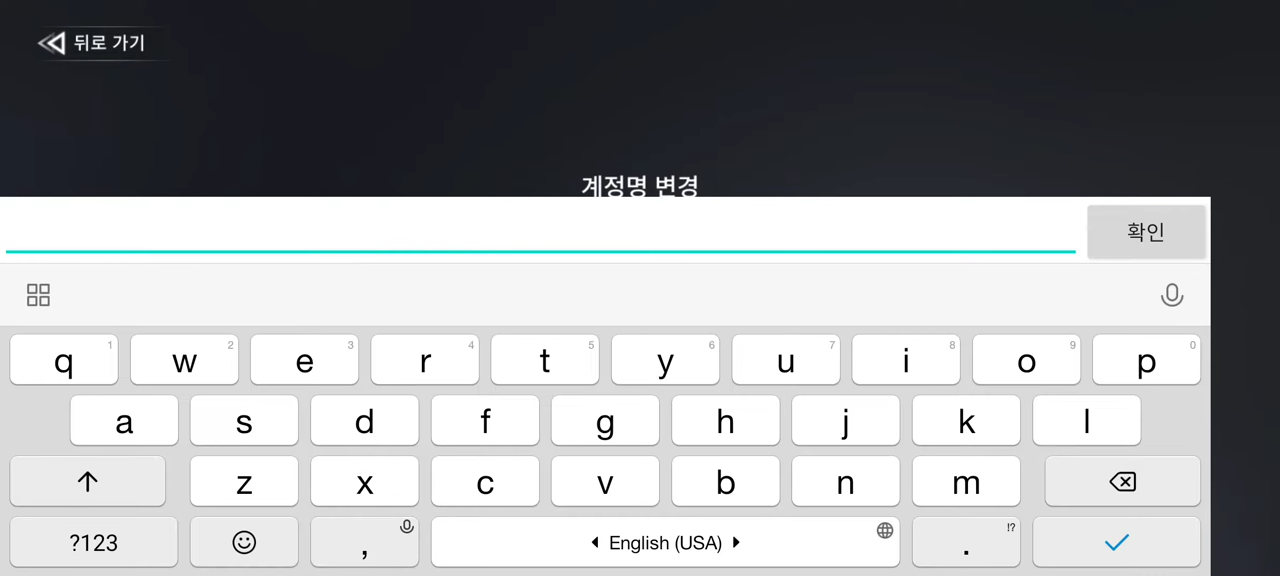 뒤로 가기
계정명 변경
확인
q 1 w 2 e 3 r 4 t 5 y 6 u 7 i 8 o 9 p 0
a s d f g h j k l
z x c v b n m
?123 , English (USA) . !?